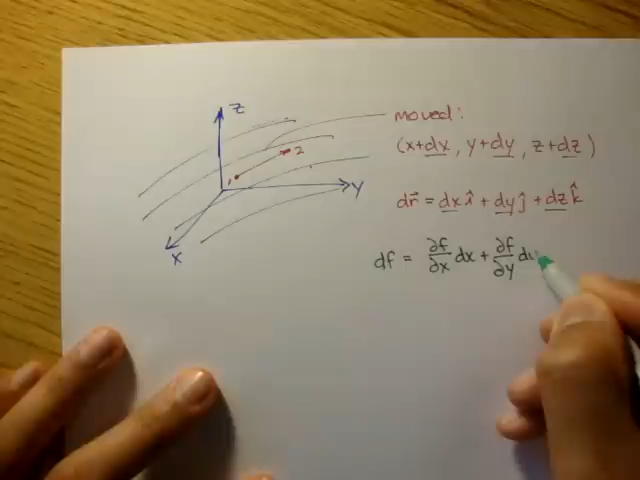 z
moved:
1 2
(x+dx, y+dy, z+dz)
y
dr⃗ = dx î + dy ĵ + dz k̂
x
df = ∂f/∂x dx + ∂f/∂y